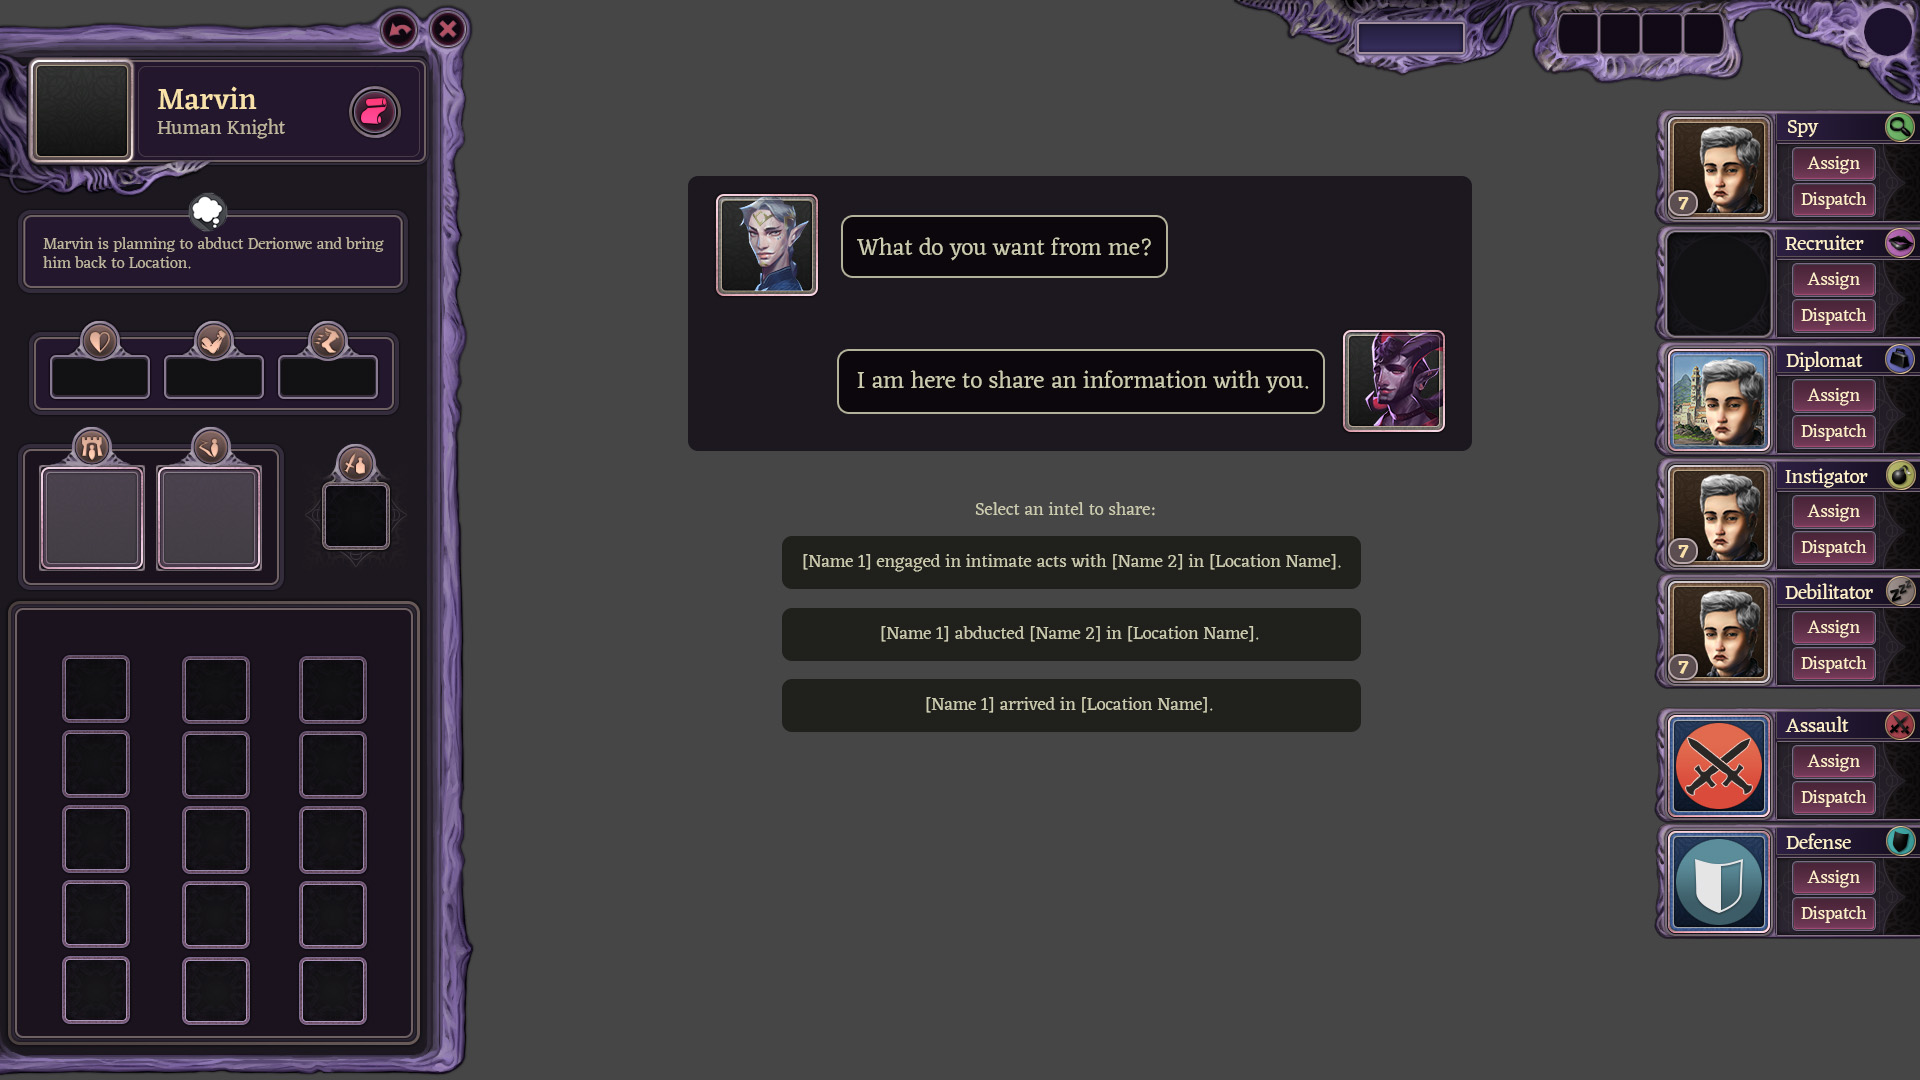 Marvin
Human Knight
Marvin is planning to abduct Derionwe and bring
him back to Location.
What do you want from me?
I am here to share an information with you.
Select an intel to share:
[Name 1] engaged in intimate acts with [Name 2] in [Location Name].
[Name 1] abducted [Name 2] in [Location Name].
[Name 1] arrived in [Location Name].
Spy
Assign
7
Dispatch
Recruiter
Assign
Dispatch
Diplomat
Assign
Dispatch
Instigator
Assign
7
Dispatch
Debilitator
zzz
Assign
7
Dispatch
Assault
Assign
Dispatch
Defense
Assign
Dispatch